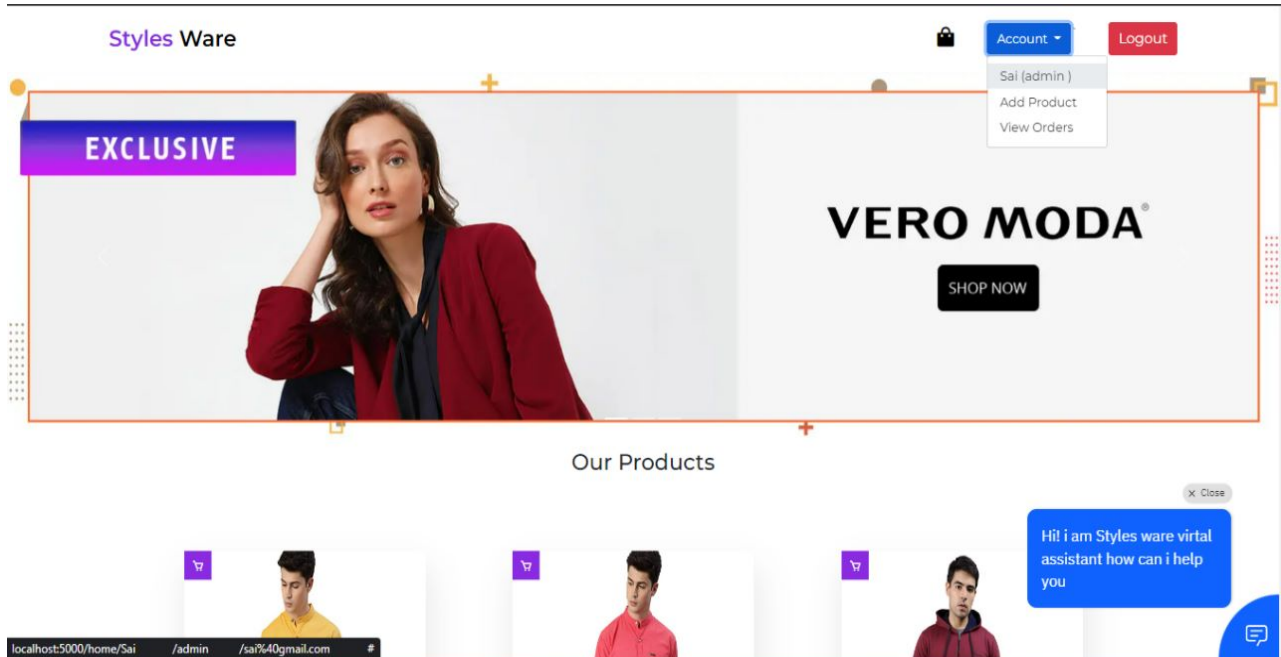 Styles Ware
Account
Logout
Sai (admin )
Add Product
View Orders
EXCLUSIVE
VERO MODA®
SHOP NOW
Our Products
x Close
Hi! i am Styles ware virtal
assistant how can i help
you
localhost:5000/home/Sai /admin /sai%40gmail.com #